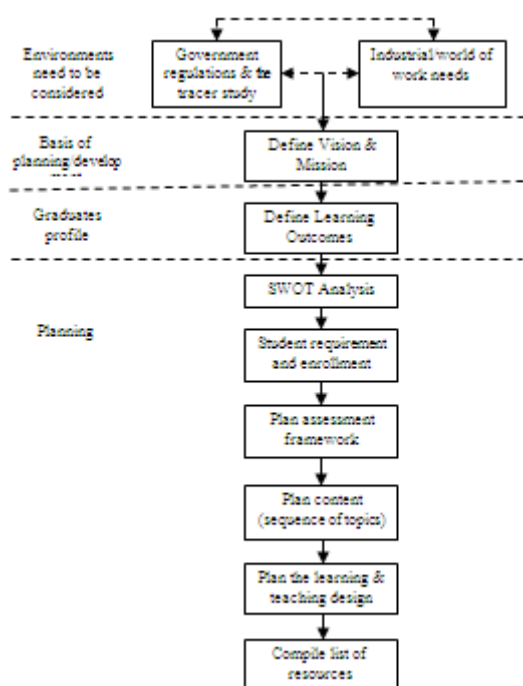 Environments
need to be
considered
Government
regulations & the
tracer study
Industrial/world of
work needs
Basis of
planning/develop
Define Vision &
Mission
Graduates
profile
Define Learning
Outcomes
Planning
SWOT Analysis
Student requirement
and enrollment
Plan assessment
framework
Plan content
(sequence of topics)
Plan the learning &
teaching design
Compile list of
resources